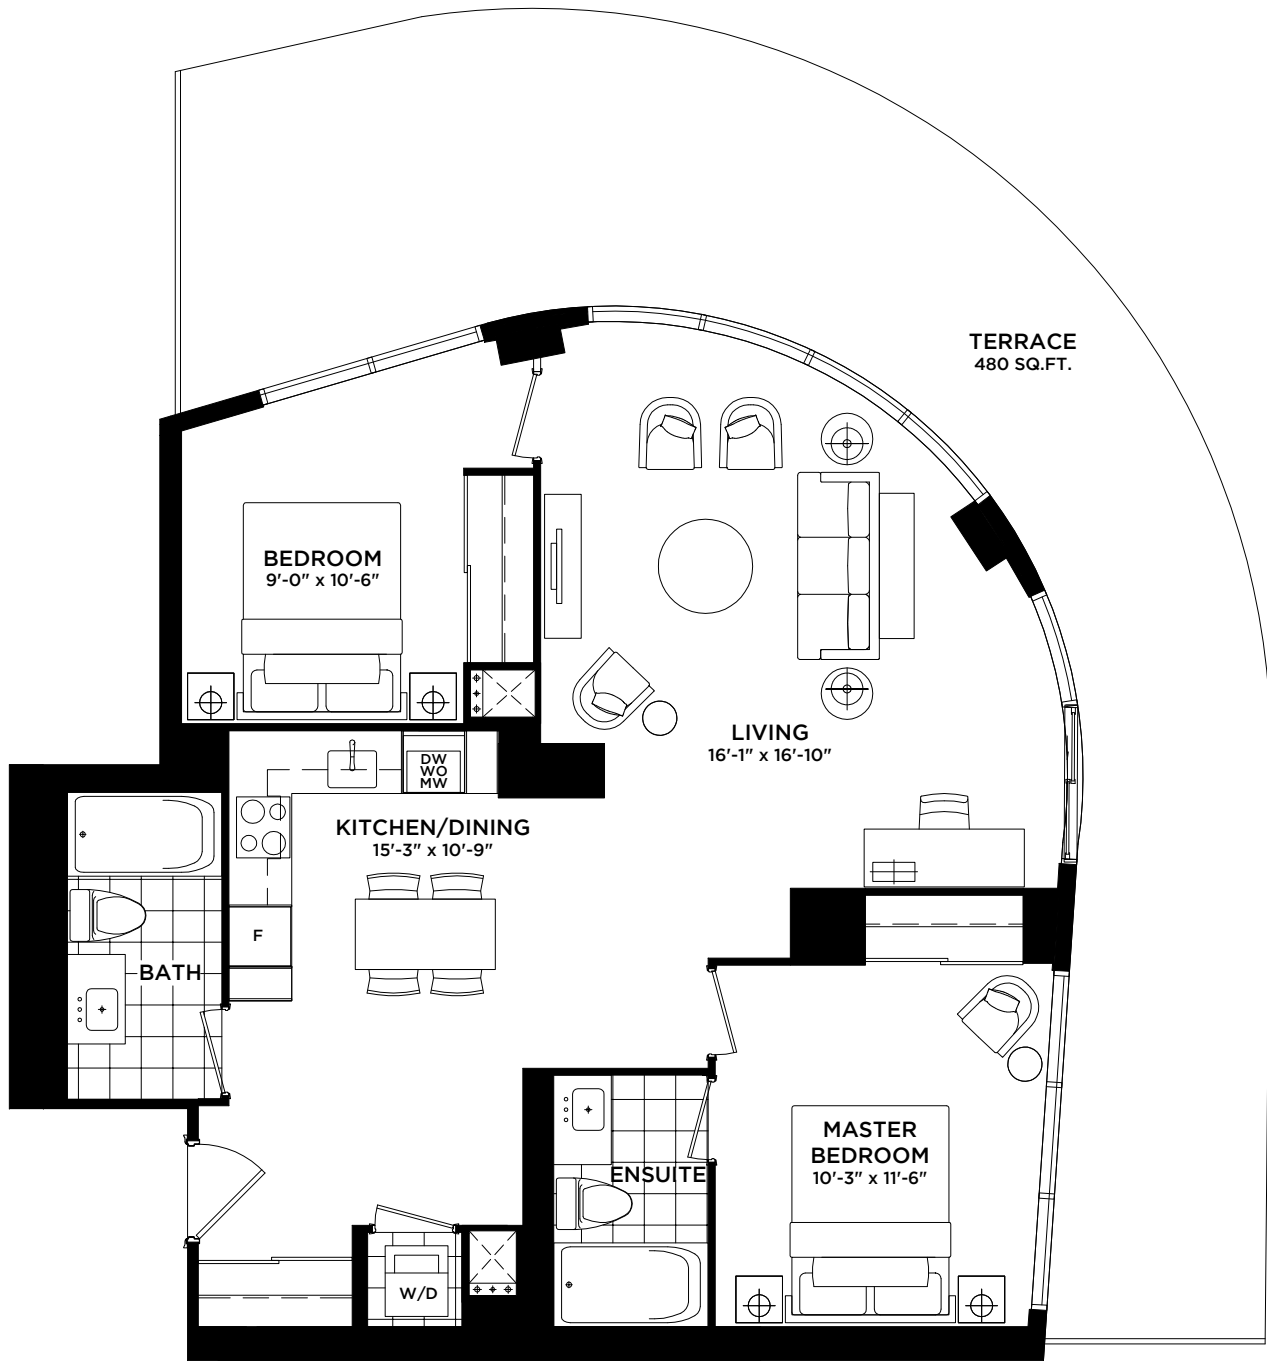 TERRACE
480 SQ.FT.
BEDROOM
9'-0" x 10'-6"
LIVING
16'-1" x 16'-10"
DW
WO
MW
KITCHEN/DINING
15'-3" x 10'-9"
F
BATH
MASTER
BEDROOM
10'-3" x 11'-6"
ENSUITE
W/D